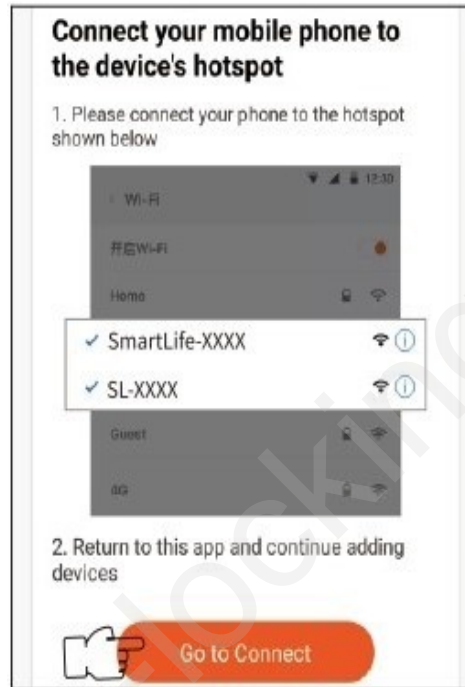 Connect your mobile phone to
the device's hotspot
1. Please connect your phone to the hotspot
shown below
12:30
Wi-Fi
开启Wi-Fi
Home
SmartLife-XXXX
SL-XXXX
Guest
4G
2. Return to this app and continue adding
devices
Go to Connect
locking